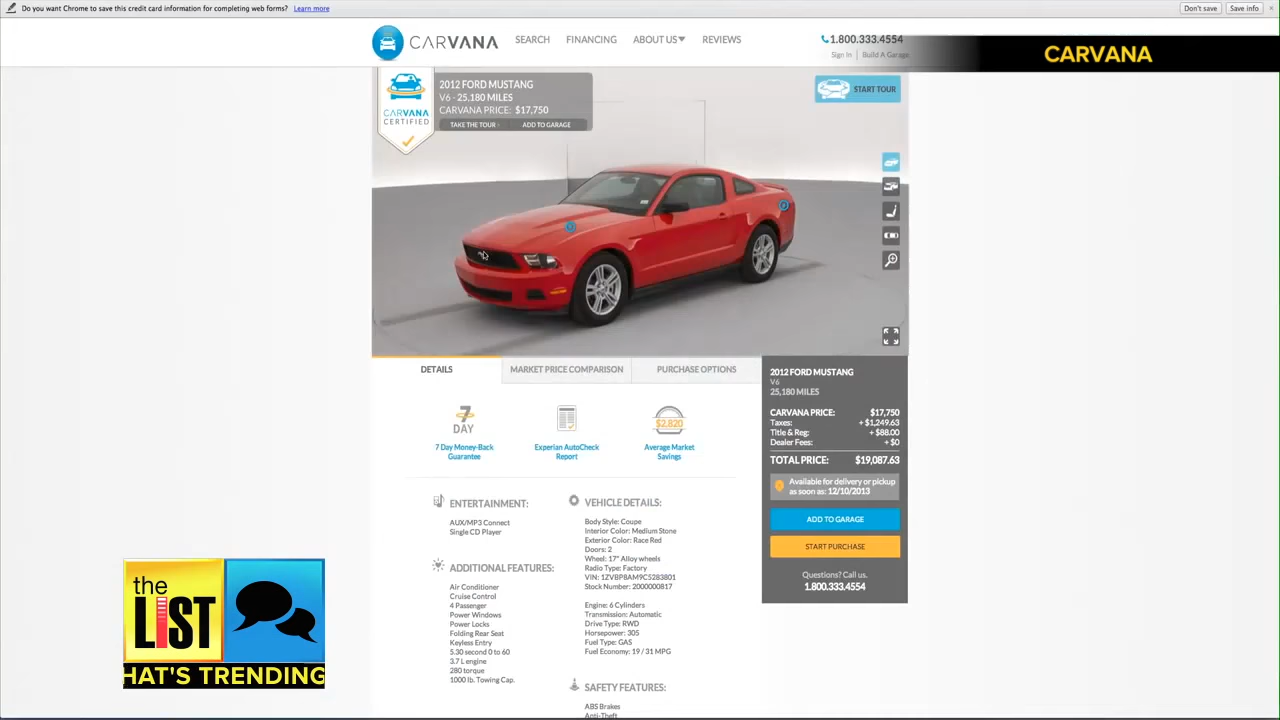 Do you want Chrome to save this credit card information for completing web forms? Learn more
Don't save
Save info
CARVANA
SEARCH
FINANCING
ABOUT US
REVIEWS
1.800.333.4554
Sign In | Build A Garage
CARVANA
CARVANA
CERTIFIED
2012 FORD MUSTANG
V6 - 25,180 MILES
CARVANA PRICE: $17,750
TAKE THE TOUR
ADD TO GARAGE
START TOUR
DETAILS
MARKET PRICE COMPARISON
PURCHASE OPTIONS
7
DAY
7 Day Money-Back
Guarantee
Experian AutoCheck
Report
$2,820
Average Market
Savings
ENTERTAINMENT:
AUX/MP3 Connect
Single CD Player
ADDITIONAL FEATURES:
Air Conditioner
Cruise Control
4 Passenger
Power Windows
Power Locks
Folding Rear Seat
Keyless Entry
5.30 second 0 to 60
3.7 L engine
280 torque
1000 lb. Towing Cap.
VEHICLE DETAILS:
Body Style: Coupe
Interior Color: Medium Stone
Exterior Color: Race Red
Doors: 2
Wheel: 17" Alloy wheels
Radio Type: Factory
VIN: 1ZVBP8AM9C5283801
Stock Number: 2000000817
Engine: 6 Cylinders
Transmission: Automatic
Drive Type: RWD
Horsepower: 305
Fuel Type: GAS
Fuel Economy: 19 / 31 MPG
SAFETY FEATURES:
ABS Brakes
Anti-Theft
2012 FORD MUSTANG
V6
25,180 MILES
CARVANA PRICE: $17,750
Taxes: + $1,249.63
Title & Reg: + $88.00
Dealer Fees: + $0
TOTAL PRICE: $19,087.63
Available for delivery or pickup
as soon as: 12/10/2013
ADD TO GARAGE
START PURCHASE
Questions? Call us.
1.800.333.4554
the
LIST
HAT'S TRENDING